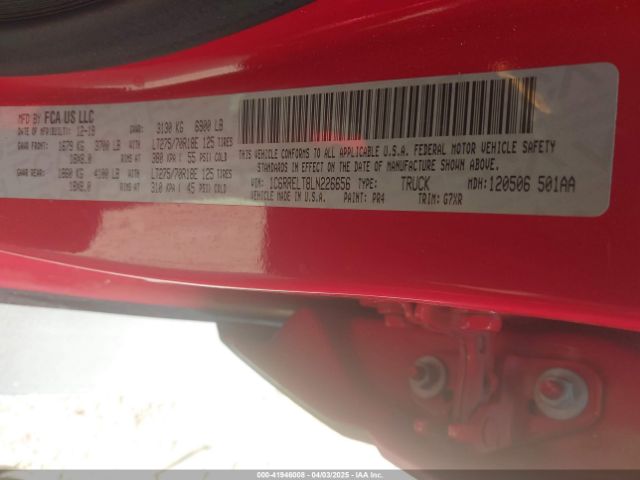 MFD BY FCA US LLC
DATE OF MFR/BUILT: 12-19 GVWR: 3130 KG 6900 LB
GAWR FRONT: 1679 KG 3700 LB WITH LT275/70R18E 125 TIRES
18X8.0 RIMS AT 380 KPA / 55 PSI COLD
GAWR REAR: 1860 KG 4100 LB WITH LT275/70R18E 125 TIRES
18X8.0 RIMS AT 310 KPA / 45 PSI COLD
THIS VEHICLE CONFORMS TO ALL APPLICABLE U.S.A. FEDERAL MOTOR VEHICLE SAFETY
STANDARDS IN EFFECT ON THE DATE OF MANUFACTURE SHOWN ABOVE.
VIN: 1C6RRELT8LN226656 TYPE: TRUCK MDH: 120506 501AA
VEHICLE MADE IN U.S.A. PAINT: PR4 TRIM: G7XR
000-41946008 - 04/03/2025 - IAA Inc.